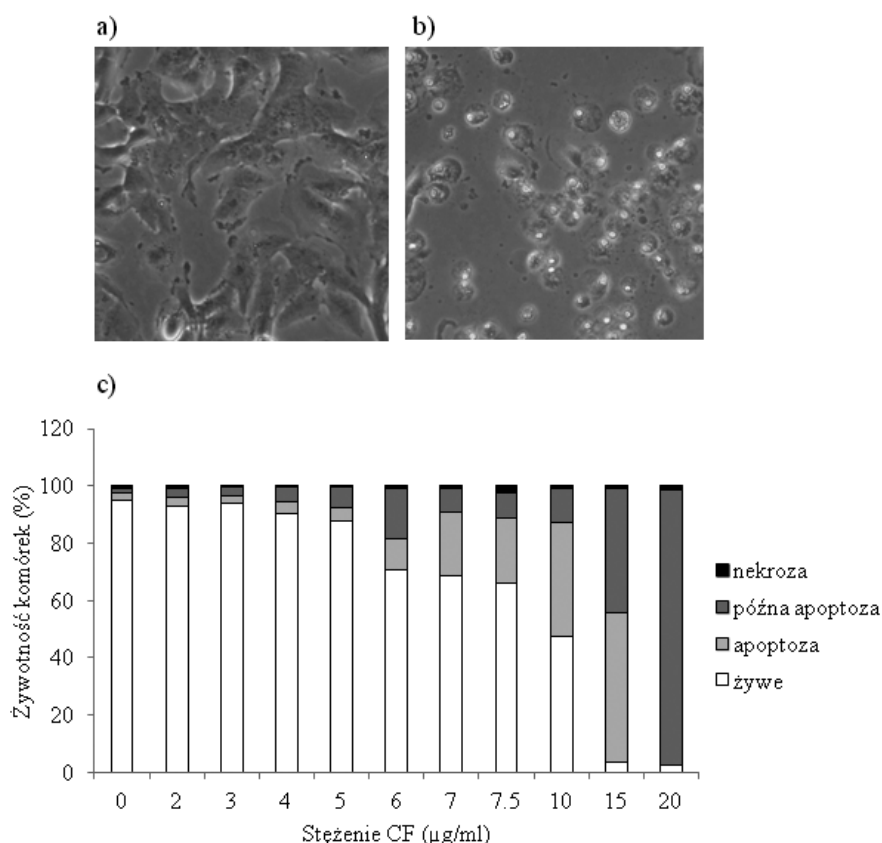 a)
b)
c)
120
100
80
60
40
20
0
Żywotność komórek (%)
0 2 3 4 5 6 7 7.5 10 15 20
Stężenie CF (µg/ml)
nekroza
późna apoptoza
apoptoza
żywe